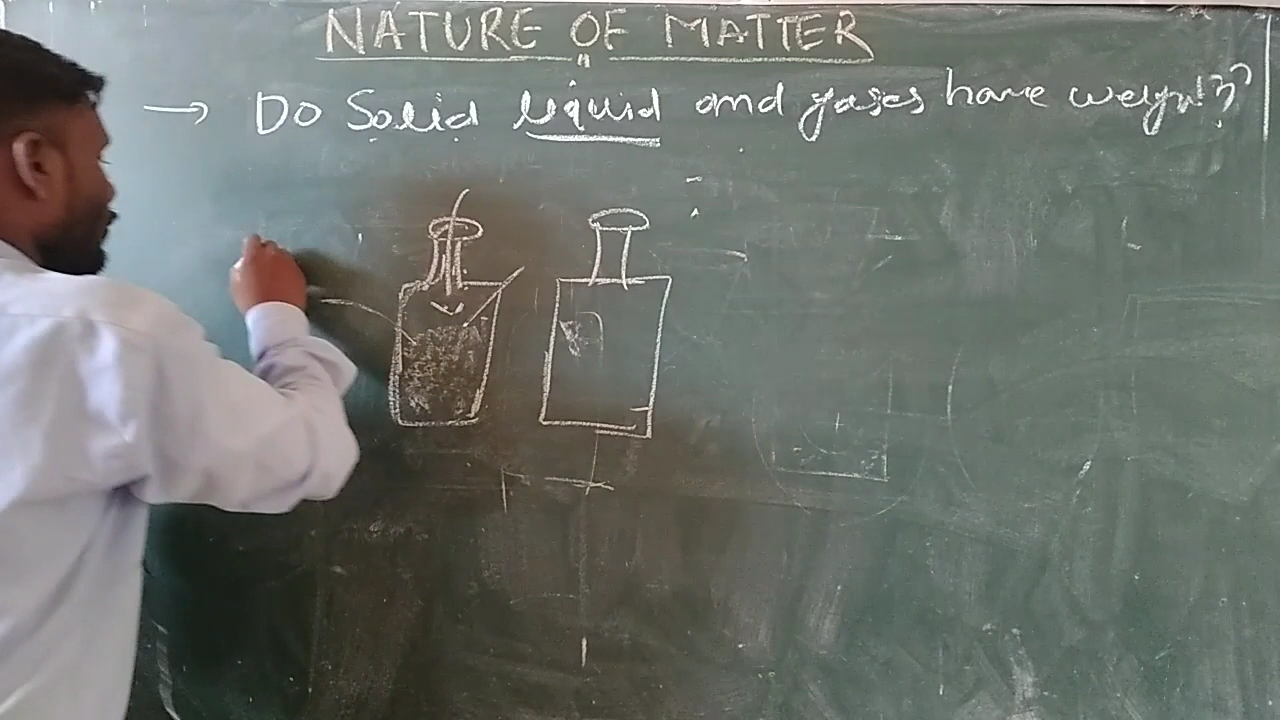 NATURE OF MATTER
→ Do Solid liquid and gases have weight?